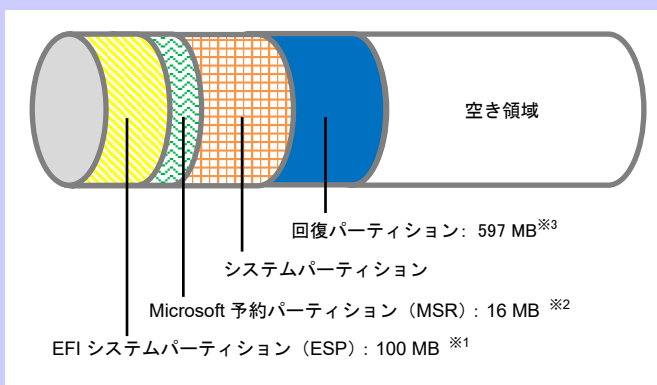 空き領域
回復パーティション: 597 MB※3
システムパーティション
Microsoft 予約パーティション（MSR）: 16 MB ※2
EFI システムパーティション（ESP）: 100 MB ※1